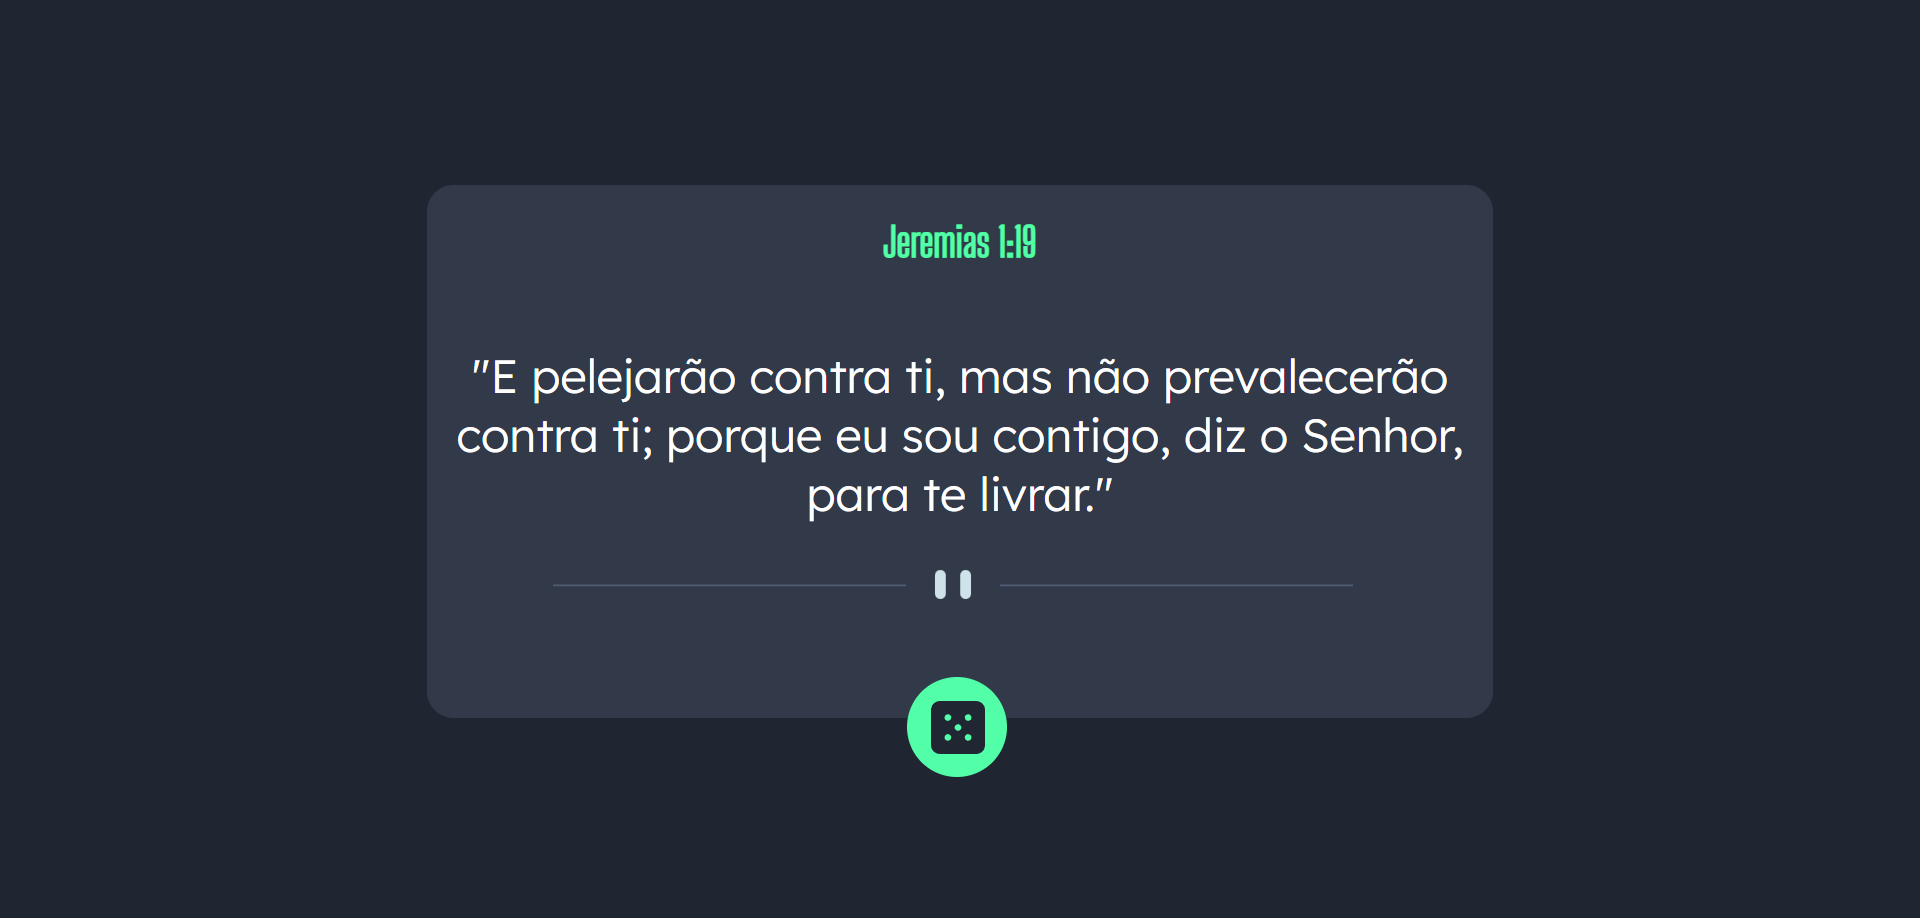 Jeremias 1:19
"E pelejarão contra ti, mas não prevalecerão
contra ti; porque eu sou contigo, diz o Senhor,
para te livrar."